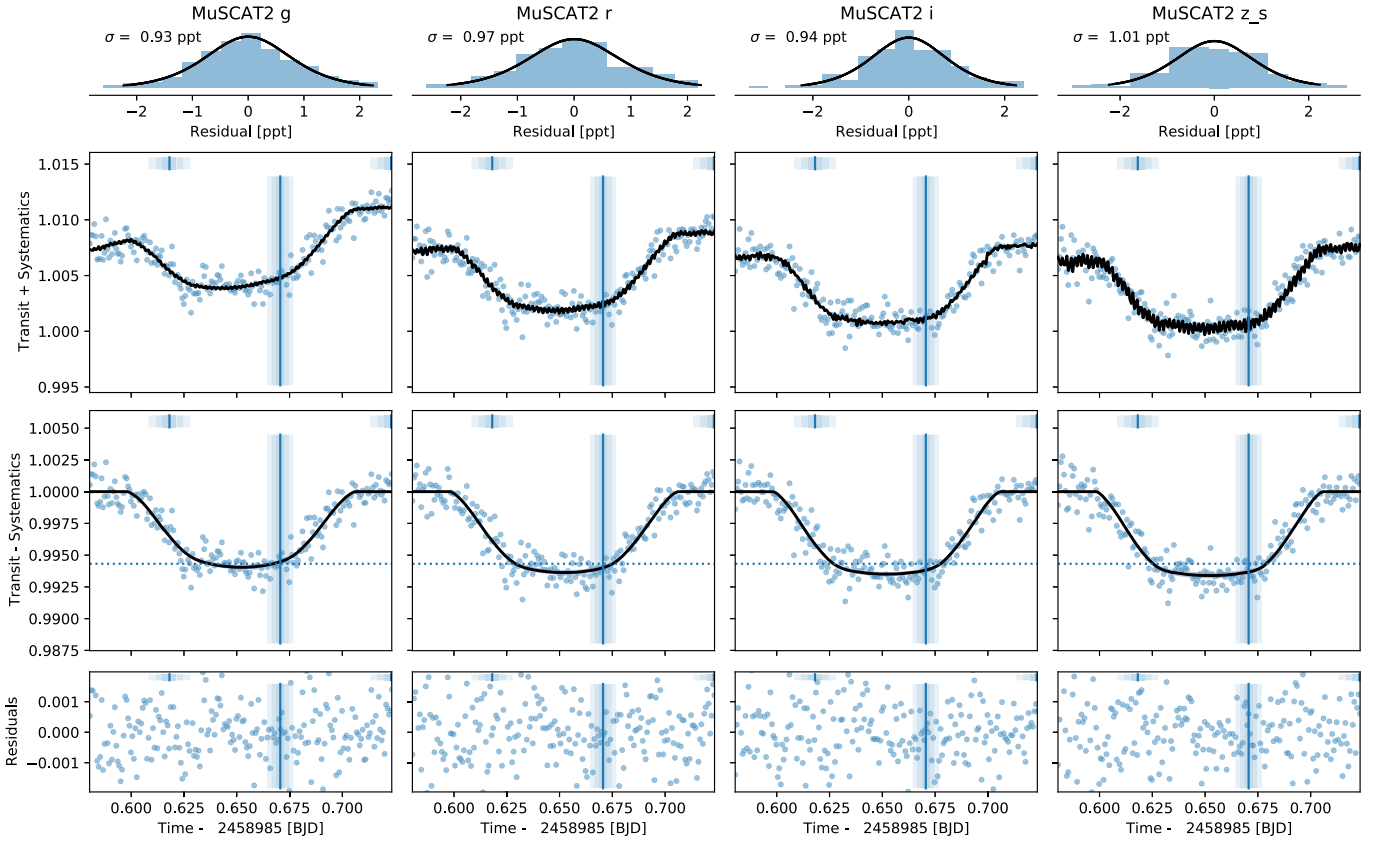 MuSCAT2 g MuSCAT2 r MuSCAT2 i MuSCAT2 z_s
σ = 0.93 ppt σ = 0.97 ppt σ = 0.94 ppt σ = 1.01 ppt
−2 −1 0 1 2 −2 −1 0 1 2 −2 0 2 −2 0 2
Residual [ppt] Residual [ppt] Residual [ppt] Residual [ppt]
Transit + Systematics
1.015
1.010
1.005
1.000
0.995
Transit - Systematics
1.0050
1.0025
1.0000
0.9975
0.9950
0.9925
0.9900
0.9875
Residuals
0.001
0.000
−0.001
0.600 0.625 0.650 0.675 0.700 0.600 0.625 0.650 0.675 0.700 0.600 0.625 0.650 0.675 0.700 0.600 0.625 0.650 0.675 0.700
Time - 2458985 [BJD] Time - 2458985 [BJD] Time - 2458985 [BJD] Time - 2458985 [BJD]